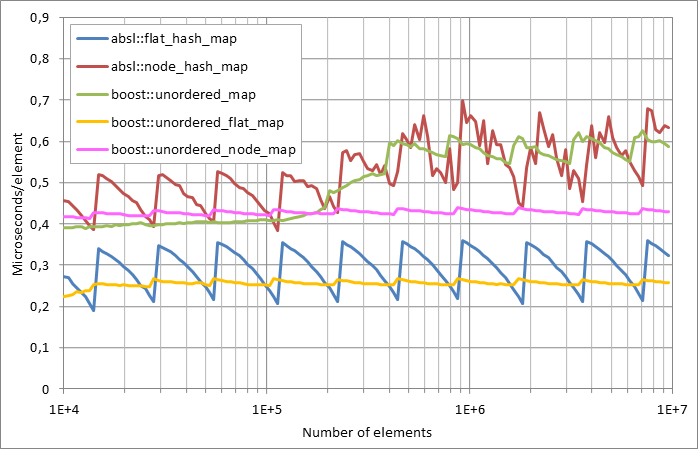 0,9
0,8
0,7
0,6
0,5
0,4
0,3
0,2
0,1
0
Microseconds/element
absl::flat_hash_map
absl::node_hash_map
boost::unordered_map
boost::unordered_flat_map
boost::unordered_node_map
1E+4
1E+5
1E+6
1E+7
Number of elements